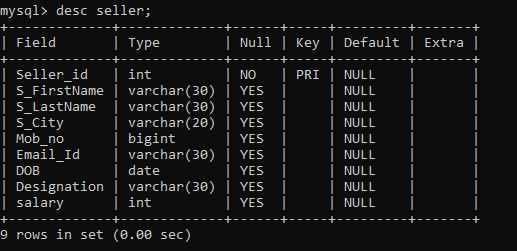 mysql> desc seller;
+-------------+-------------+------+-----+---------+-------+
| Field       | Type        | Null | Key | Default | Extra |
+-------------+-------------+------+-----+---------+-------+
| Seller_id   | int         | NO   | PRI | NULL    |       |
| S_FirstName | varchar(30) | YES  |     | NULL    |       |
| S_LastName  | varchar(30) | YES  |     | NULL    |       |
| S_City      | varchar(20) | YES  |     | NULL    |       |
| Mob_no      | bigint      | YES  |     | NULL    |       |
| Email_Id    | varchar(30) | YES  |     | NULL    |       |
| DOB         | date        | YES  |     | NULL    |       |
| Designation | varchar(30) | YES  |     | NULL    |       |
| salary      | int         | YES  |     | NULL    |       |
+-------------+-------------+------+-----+---------+-------+
9 rows in set (0.00 sec)